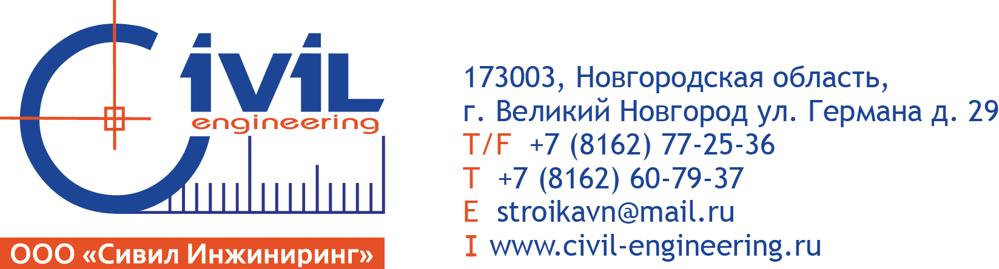 Civil
engineering
ООО «Сивил Инжиниринг»
173003, Новгородская область,
г. Великий Новгород ул. Германа д. 29
T/F +7 (8162) 77-25-36
T +7 (8162) 60-79-37
E stroikavn@mail.ru
I www.civil-engineering.ru